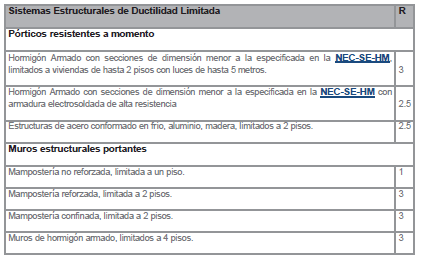 Sistemas Estructurales de Ductilidad Limitada R
Pórticos resistentes a momento
Hormigón Armado con secciones de dimensión menor a la especificada en la NEC-SE-HM,
limitados a viviendas de hasta 2 pisos con luces de hasta 5 metros. 3
Hormigón Armado con secciones de dimensión menor a la especificada en la NEC-SE-HM con
armadura electrosoldada de alta resistencia 2.5
Estructuras de acero conformado en frío, aluminio, madera, limitados a 2 pisos. 2.5
Muros estructurales portantes
Mampostería no reforzada, limitada a un piso. 1
Mampostería reforzada, limitada a 2 pisos. 3
Mampostería confinada, limitada a 2 pisos. 3
Muros de hormigón armado, limitados a 4 pisos. 3